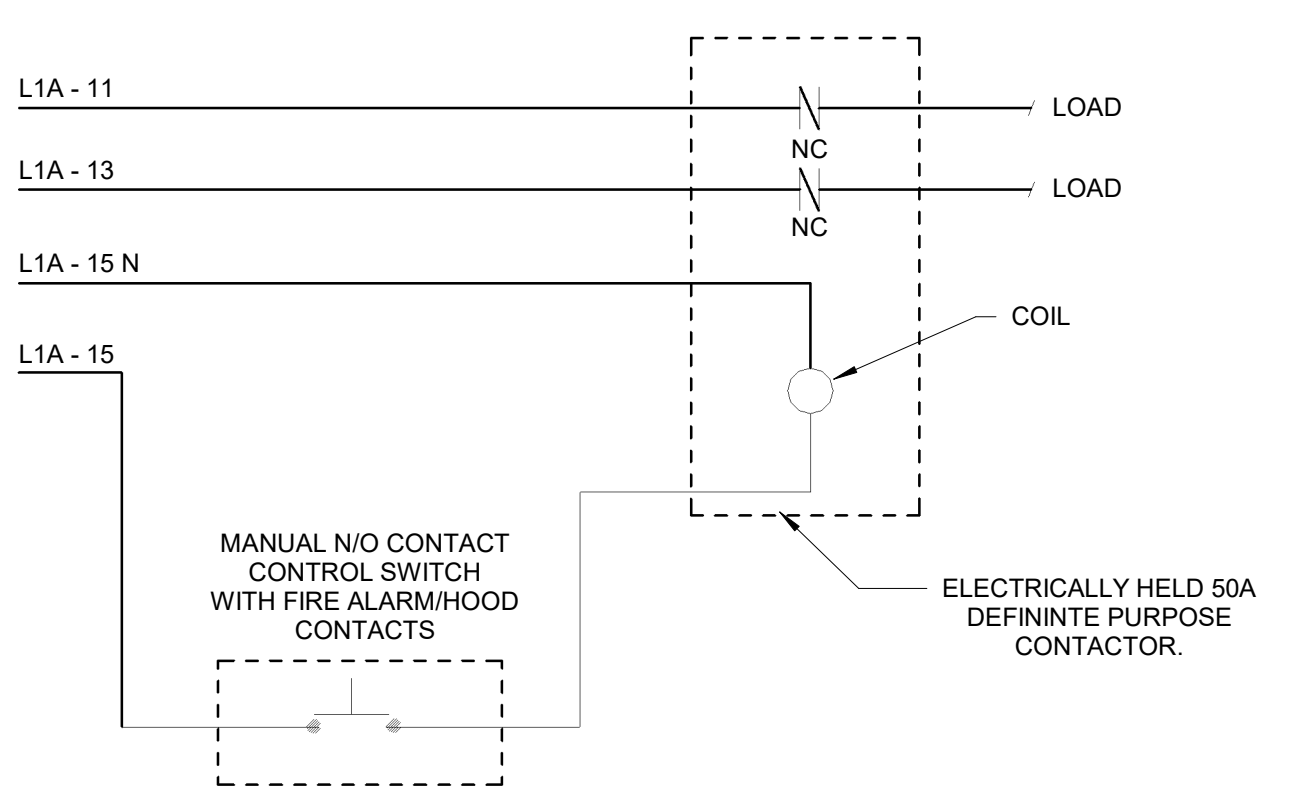 L1A - 11
LOAD
NC
L1A - 13
LOAD
NC
L1A - 15 N
COIL
L1A - 15
MANUAL N/O CONTACT
CONTROL SWITCH
WITH FIRE ALARM/HOOD
CONTACTS
ELECTRICALLY HELD 50A
DEFININTE PURPOSE
CONTACTOR.